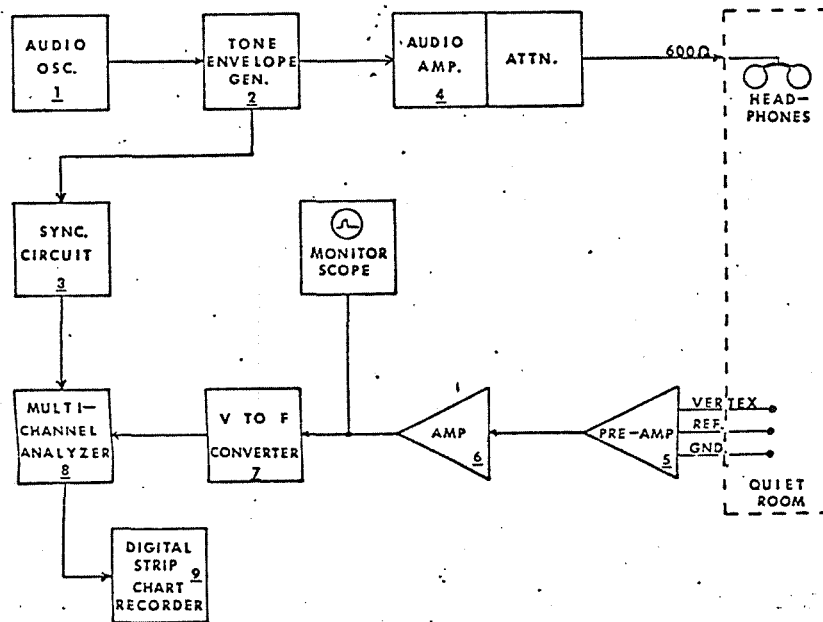 AUDIO
OSC.
1
TONE
ENVELOPE
GEN.
2
AUDIO
AMP.
4
ATTN.
600Ω
HEAD-
PHONES
SYNC.
CIRCUIT
3
MONITOR
SCOPE
MULTI-
CHANNEL
ANALYZER
8
V TO F
CONVERTER
7
AMP
6
PRE-AMP
5
VERTEX
REF.
GND.
QUIET
ROOM
DIGITAL
STRIP
CHART
RECORDER
9